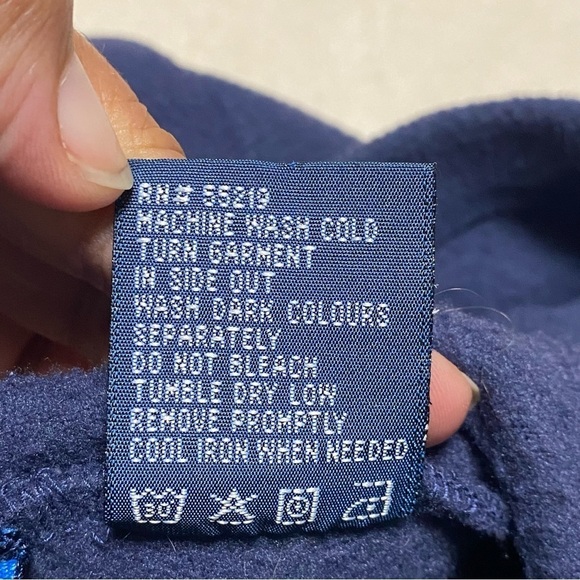 RN# 55219
MACHINE WASH COLD
TURN GARMENT
IN SIDE OUT
WASH DARK COLOURS
SEPARATELY
DO NOT BLEACH
TUMBLE DRY LOW
REMOVE PROMPTLY
COOL IRON WHEN NEEDED
30